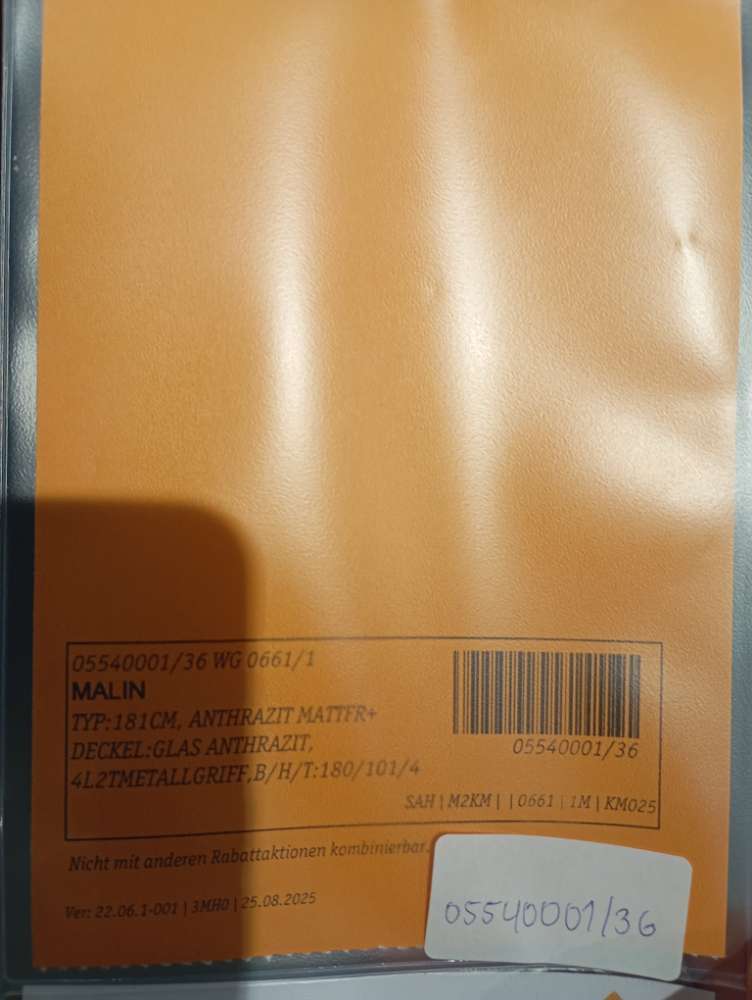 05540001/36 WG 0661/1
MALIN
TYP:181CM, ANTHRAZIT MATTFR+
DECKEL:GLAS ANTHRAZIT,
4L2TMETALLGRIFF,B/H/T:180/101/4
05540001/36
SAH | M2KM | | 0661 | 1M | KM025
Nicht mit anderen Rabattaktionen kombinierbar.
Ver: 22.06.1-001 | 3MH0 | 25.08.2025
05540001/36